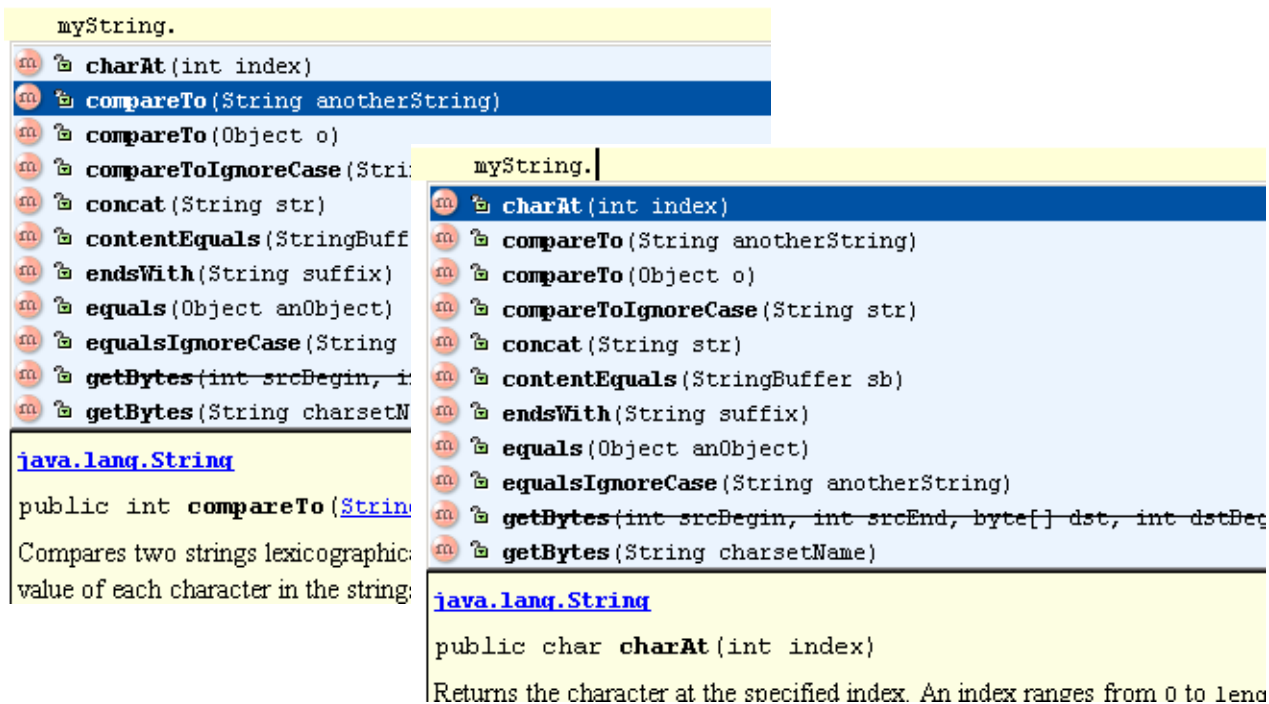 myString.
m charAt(int index)
m compareTo(String anotherString)
m compareTo(Object o)
m compareToIgnoreCase(Stri
m concat(String str)
m contentEquals(StringBuff
m endsWith(String suffix)
m equals(Object anObject)
m equalsIgnoreCase(String
m getBytes(int srcBegin, i
m getBytes(String charsetN
java.lang.String
public int compareTo(String
Compares two strings lexicographica
value of each character in the strings
myString.
m charAt(int index)
m compareTo(String anotherString)
m compareTo(Object o)
m compareToIgnoreCase(String str)
m concat(String str)
m contentEquals(StringBuffer sb)
m endsWith(String suffix)
m equals(Object anObject)
m equalsIgnoreCase(String anotherString)
m getBytes(int srcBegin, int srcEnd, byte[] dst, int dstBeg
m getBytes(String charsetName)
java.lang.String
public char charAt(int index)
Returns the character at the specified index. An index ranges from 0 to leng